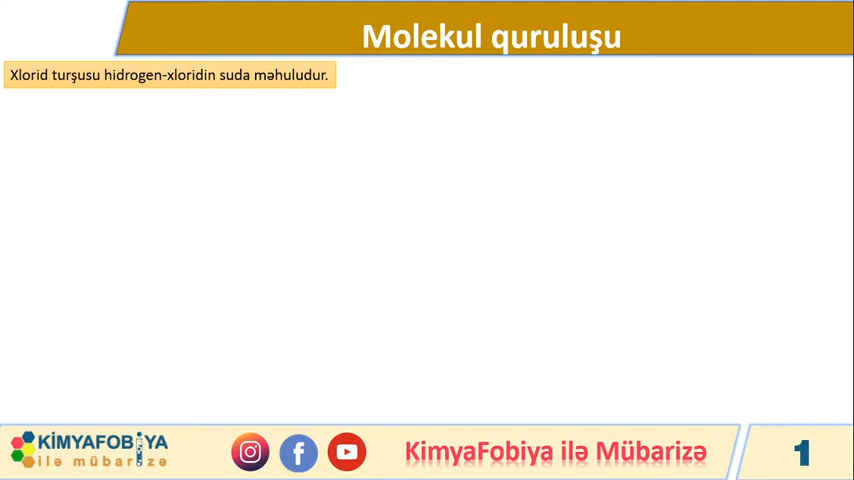 Molekul quruluşu
Xlorid turşusu hidrogen-xloridin suda məhuludur.
KİMYAFOBİYA
ilə mübarizə
KimyaFobiya ilə Mübarizə
1